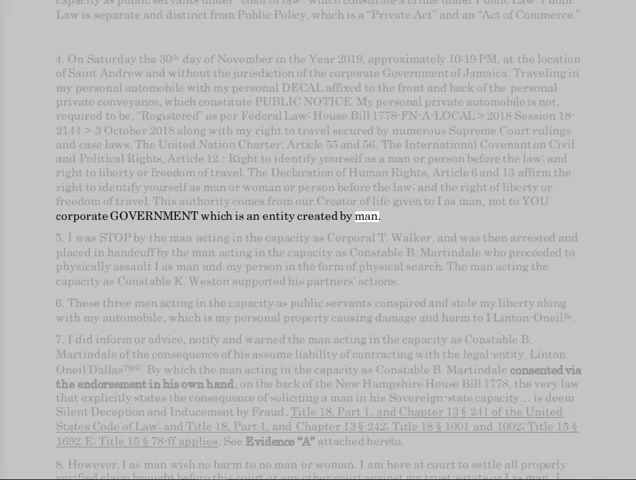 capacity as public servants under "color of law" which constitute a crime under Public Law. Public
Law is separate and distinct from Public Policy, which is a "Private Act" and an "Act of Commerce."
4. On Saturday the 30th day of November in the Year 2019, approximately 10:19 PM, at the location
of Saint Andrew and without the jurisdiction of the corporate Government of Jamaica. Traveling in
my personal automobile with my personal DECAL affixed to the front and back of the personal
private conveyance, which constitute PUBLIC NOTICE. My personal private automobile is not,
required to be, "Registered" as per Federal Law; House Bill 1778-FN-A-LOCAL > 2018 Session 18-
2144 > 3 October 2018 along with my right to travel secured by numerous Supreme Court rulings
and case laws. The United Nation Charter, Article 55 and 56. The International Covenant on Civil
and Political Rights, Article 12 - Right to identify yourself as a man or person before the law; and
right to liberty or freedom of travel. The Declaration of Human Rights, Article 6 and 13 affirm the
right to identify yourself as man or woman or person before the law; and the right of liberty or
freedom of travel. This authority comes from our Creator of life given to I as man, not to YOU
corporate GOVERNMENT which is an entity created by man.
5. I was STOP by the man acting in the capacity as Corporal T. Walker, and was then arrested and
placed in handcuff by the man acting in the capacity as Constable B. Martindale who proceeded to
physically assault I as man and my person in the form of physical search. The man acting the
capacity as Constable K. Weston supported his partners' actions.
6. These three men acting in the capacity as public servants conspired and stole my liberty along
with my automobile, which is my personal property causing damage and harm to I Linton-Oneil
7. I did inform or advice, notify and warned the man acting in the capacity as Constable B.
Martindale of the consequence of his assume liability of contracting with the legal-entity, Linton
Oneil Dallas™©. By which the man acting in the capacity as Constable B. Martindale consented via
the endorsement in his own hand, on the back of the New Hampshire House Bill 1778, the very law
that explicitly states the consequence of soliciting a man in his Sovereign-state capacity... is deem
Silent Deception and Inducement by Fraud. Title 18, Part 1, and Chapter 13 § 241 of the United
States Code of Law; and Title 18, Part 1, and Chapter 13 § 242; Title 18 § 1001 and 1002; Title 15 §
1692 E; Title 15 § 78-ff applies. See Evidence "A" attached hereto.
8. However, I as man wish no harm to no man or woman. I am here at court to settle all properly
verified claim brought before this court or any other court against my trust/estate or I as man. I